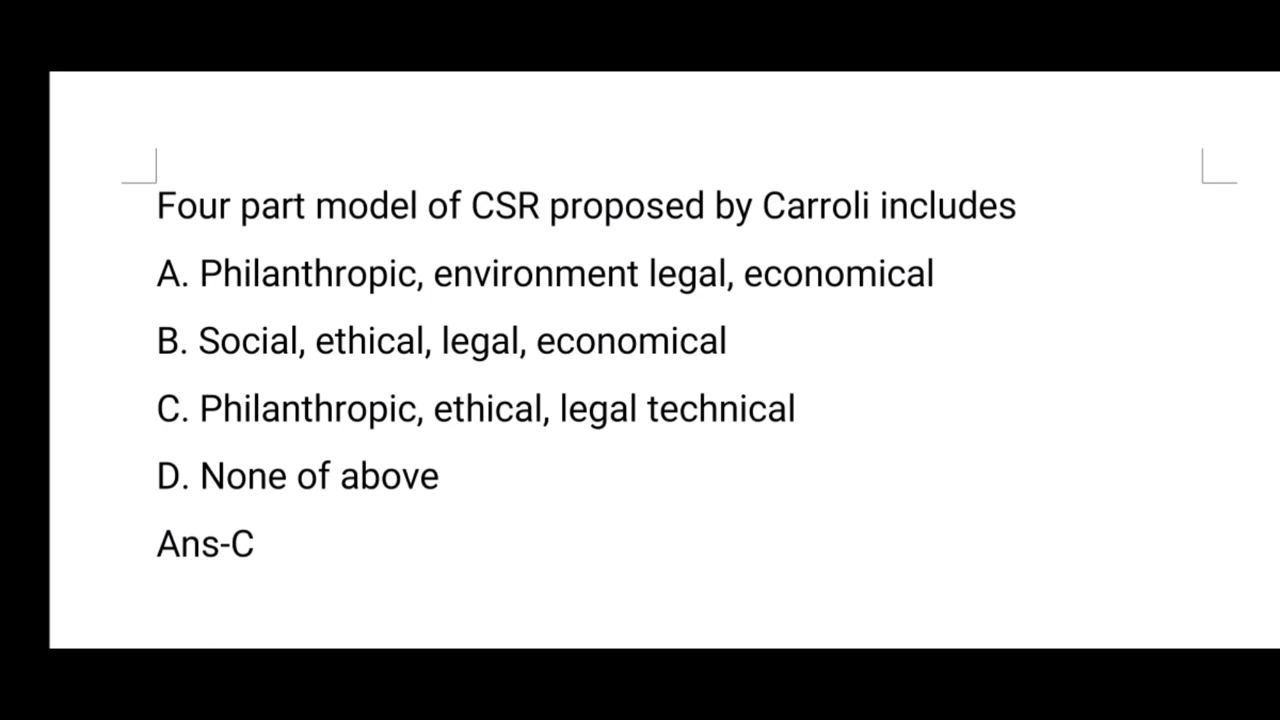 Four part model of CSR proposed by Carroli includes
A. Philanthropic, environment legal, economical
B. Social, ethical, legal, economical
C. Philanthropic, ethical, legal technical
D. None of above
Ans-C